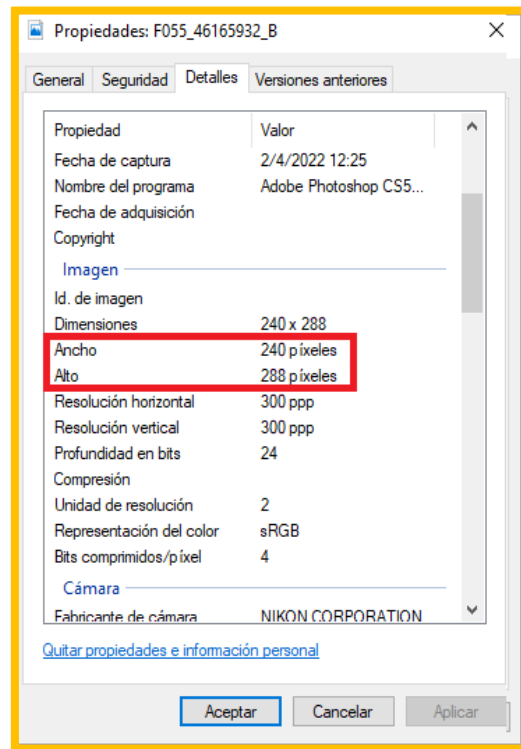 Propiedades: F055_46165932_B
General Seguridad Detalles Versiones anteriores
Propiedad Valor
Fecha de captura 2/4/2022 12:25
Nombre del programa Adobe Photoshop CS5...
Fecha de adquisición
Copyright
Imagen
Id. de imagen
Dimensiones 240 x 288
Ancho 240 píxeles
Alto 288 píxeles
Resolución horizontal 300 ppp
Resolución vertical 300 ppp
Profundidad en bits 24
Compresión
Unidad de resolución 2
Representación del color sRGB
Bits comprimidos/píxel 4
Cámara
Fabricante de cámara NIKON CORPORATION
Quitar propiedades e información personal
Aceptar Cancelar Aplicar